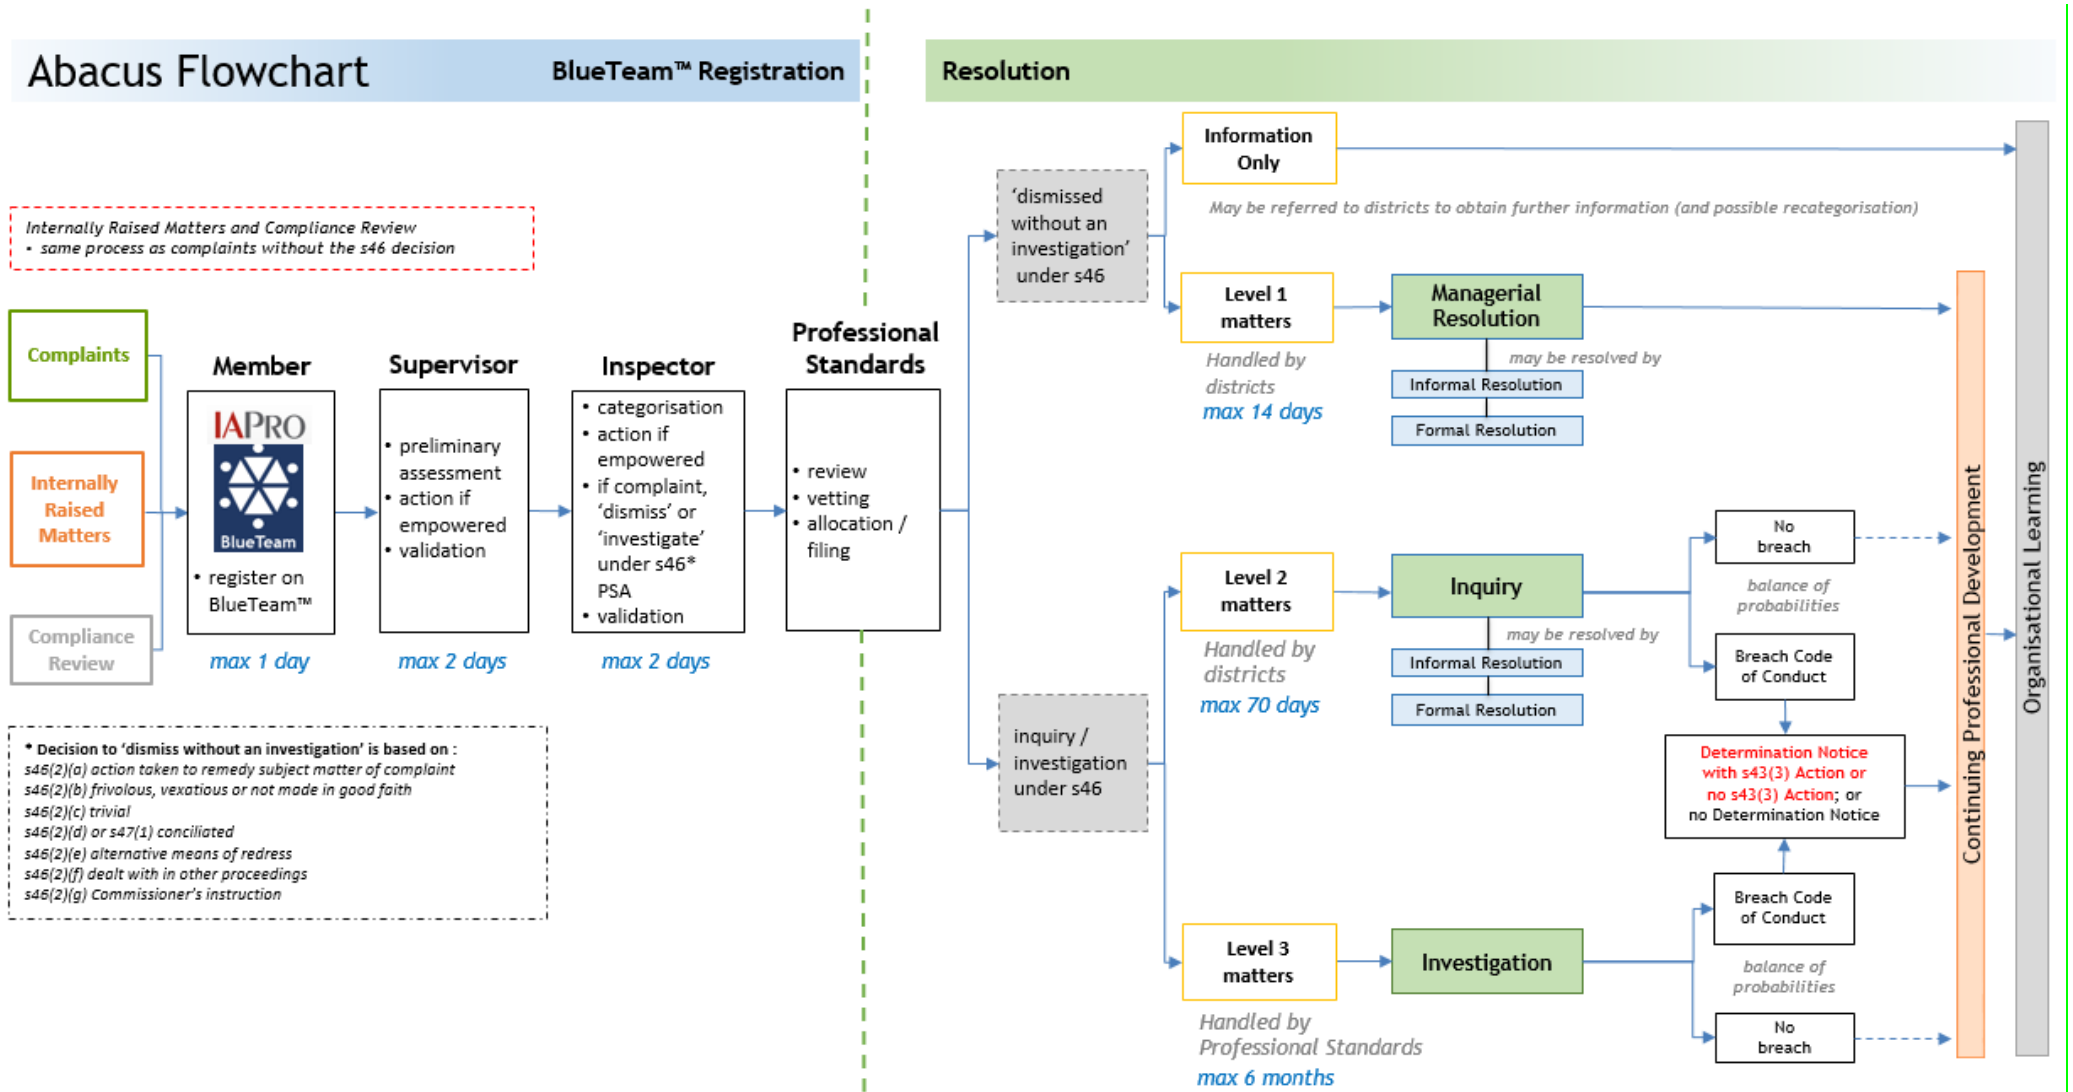 Abacus Flowchart
BlueTeam™ Registration
Resolution
Internally Raised Matters and Compliance Review
- same process as complaints without the s46 decision
Complaints
Internally
Raised
Matters
Compliance
Review
Member
IAPRO
BlueTeam
• register on
BlueTeam™
max 1 day
Supervisor
• preliminary
assessment
• action if
empowered
• validation
max 2 days
Inspector
• categorisation
• action if
empowered
• if complaint,
'dismiss' or
'investigate'
under s46*
PSA
• validation
max 2 days
Professional
Standards
• review
• vetting
• allocation /
filing
* Decision to 'dismiss without an investigation' is based on :
s46(2)(a) action taken to remedy subject matter of complaint
s46(2)(b) frivolous, vexatious or not made in good faith
s46(2)(c) trivial
s46(2)(d) or s47(1) conciliated
s46(2)(e) alternative means of redress
s46(2)(f) dealt with in other proceedings
s46(2)(g) Commissioner's instruction
'dismissed
without an
investigation'
under s46
Information
Only
May be referred to districts to obtain further information (and possible recategorisation)
Level 1
matters
Handled by
districts
max 14 days
Managerial
Resolution
may be resolved by
Informal Resolution
Formal Resolution
inquiry /
investigation
under s46
Level 2
matters
Handled by
districts
max 70 days
Inquiry
may be resolved by
Informal Resolution
Formal Resolution
No
breach
balance of
probabilities
Breach Code
of Conduct
Determination Notice
with s43(3) Action or
no s43(3) Action; or
no Determination Notice
Level 3
matters
Handled by
Professional Standards
max 6 months
Investigation
Breach Code
of Conduct
balance of
probabilities
No
breach
Continuing Professional Development
Organisational Learning